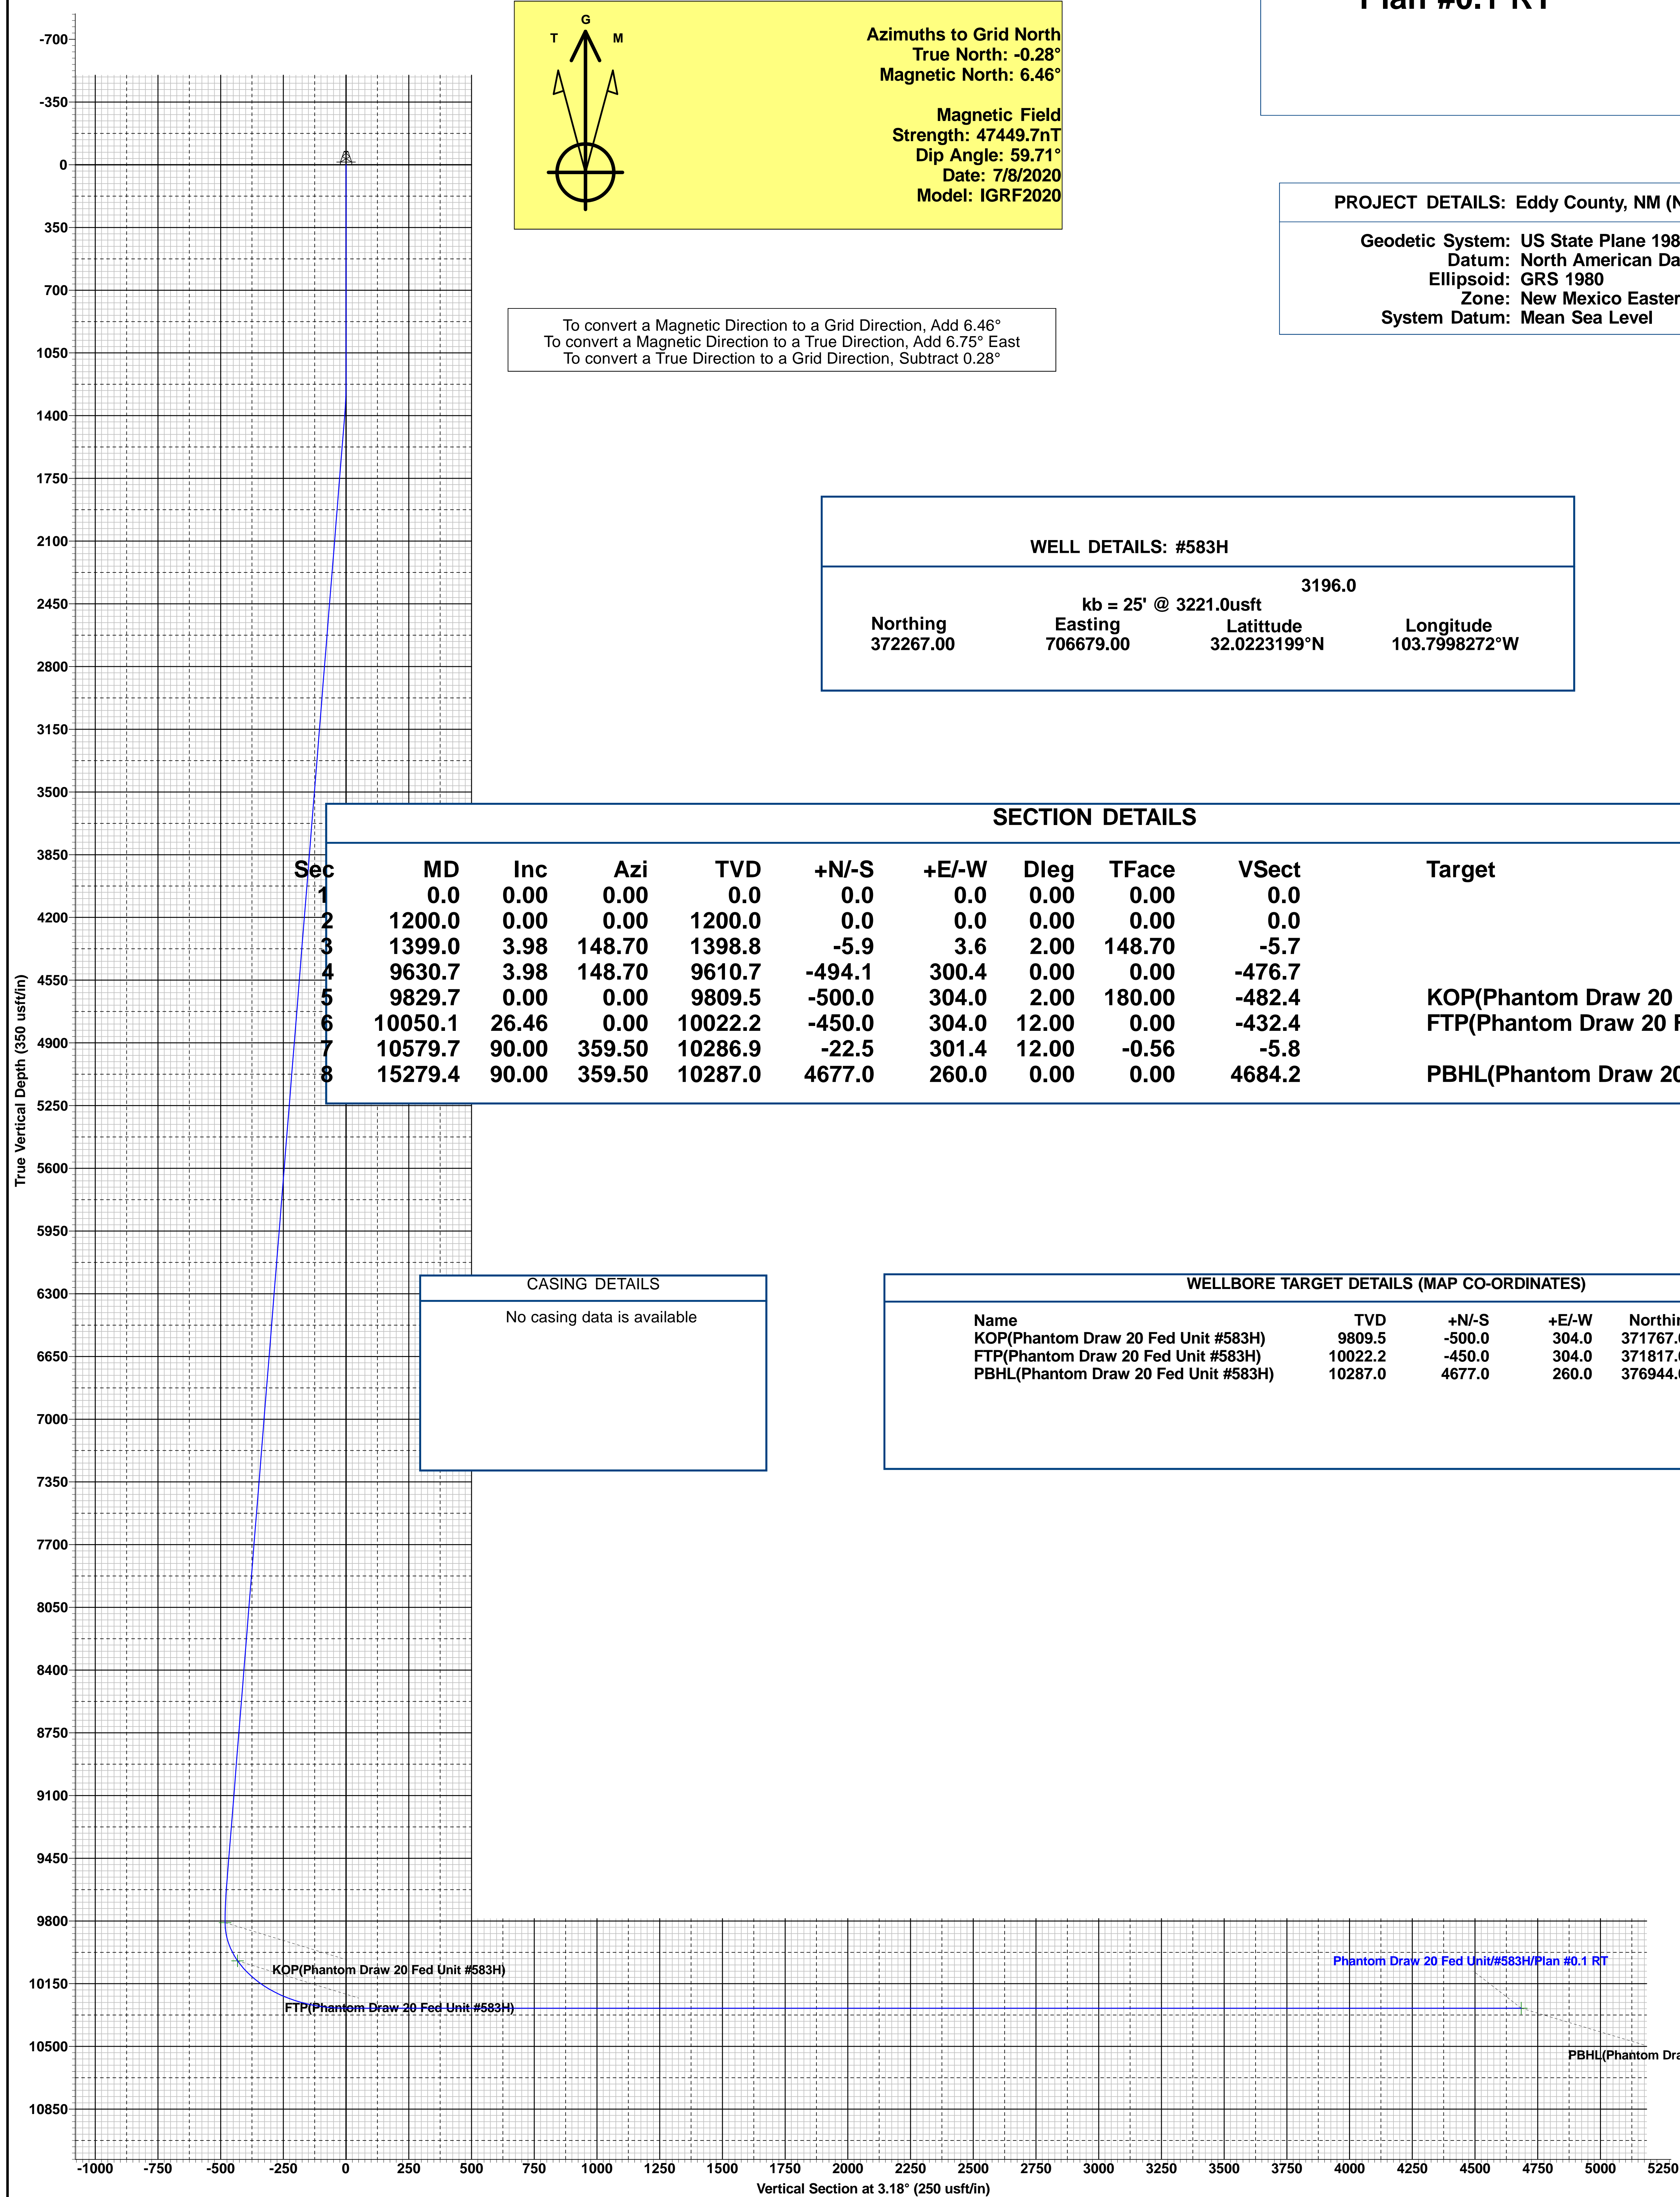 Plan #0.1 RT
G
T M
Azimuths to Grid North
True North: -0.28°
Magnetic North: 6.46°
Magnetic Field
Strength: 47449.7nT
Dip Angle: 59.71°
Date: 7/8/2020
Model: IGRF2020
PROJECT DETAILS: Eddy County, NM (N
Geodetic System: US State Plane 198
Datum: North American Da
Ellipsoid: GRS 1980
Zone: New Mexico Easter
System Datum: Mean Sea Level
To convert a Magnetic Direction to a Grid Direction, Add 6.46°
To convert a Magnetic Direction to a True Direction, Add 6.75° East
To convert a True Direction to a Grid Direction, Subtract 0.28°
WELL DETAILS: #583H
3196.0
kb = 25' @ 3221.0usft
Northing Easting Latittude Longitude
372267.00 706679.00 32.0223199°N 103.7998272°W
SECTION DETAILS
Sec MD Inc Azi TVD +N/-S +E/-W Dleg TFace VSect Target
1 0.0 0.00 0.00 0.0 0.0 0.0 0.00 0.00 0.0
2 1200.0 0.00 0.00 1200.0 0.0 0.0 0.00 0.00 0.0
3 1399.0 3.98 148.70 1398.8 -5.9 3.6 2.00 148.70 -5.7
4 9630.7 3.98 148.70 9610.7 -494.1 300.4 0.00 0.00 -476.7
5 9829.7 0.00 0.00 9809.5 -500.0 304.0 2.00 180.00 -482.4 KOP(Phantom Draw 20
6 10050.1 26.46 0.00 10022.2 -450.0 304.0 12.00 0.00 -432.4 FTP(Phantom Draw 20 F
7 10579.7 90.00 359.50 10286.9 -22.5 301.4 12.00 -0.56 -5.8
8 15279.4 90.00 359.50 10287.0 4677.0 260.0 0.00 0.00 4684.2 PBHL(Phantom Draw 20
CASING DETAILS
No casing data is available
WELLBORE TARGET DETAILS (MAP CO-ORDINATES)
Name TVD +N/-S +E/-W Northin
KOP(Phantom Draw 20 Fed Unit #583H) 9809.5 -500.0 304.0 371767.0
FTP(Phantom Draw 20 Fed Unit #583H) 10022.2 -450.0 304.0 371817.0
PBHL(Phantom Draw 20 Fed Unit #583H) 10287.0 4677.0 260.0 376944.0
True Vertical Depth (350 usft/in)
-700
-350
0
350
700
1050
1400
1750
2100
2450
2800
3150
3500
3850
4200
4550
4900
5250
5600
5950
6300
6650
7000
7350
7700
8050
8400
8750
9100
9450
9800
10150
10500
10850
KOP(Phantom Draw 20 Fed Unit #583H)
FTP(Phantom Draw 20 Fed Unit #583H)
Phantom Draw 20 Fed Unit/#583H/Plan #0.1 RT
PBHL(Phantom Dra
-1000 -750 -500 -250 0 250 500 750 1000 1250 1500 1750 2000 2250 2500 2750 3000 3250 3500 3750 4000 4250 4500 4750 5000 5250
Vertical Section at 3.18° (250 usft/in)